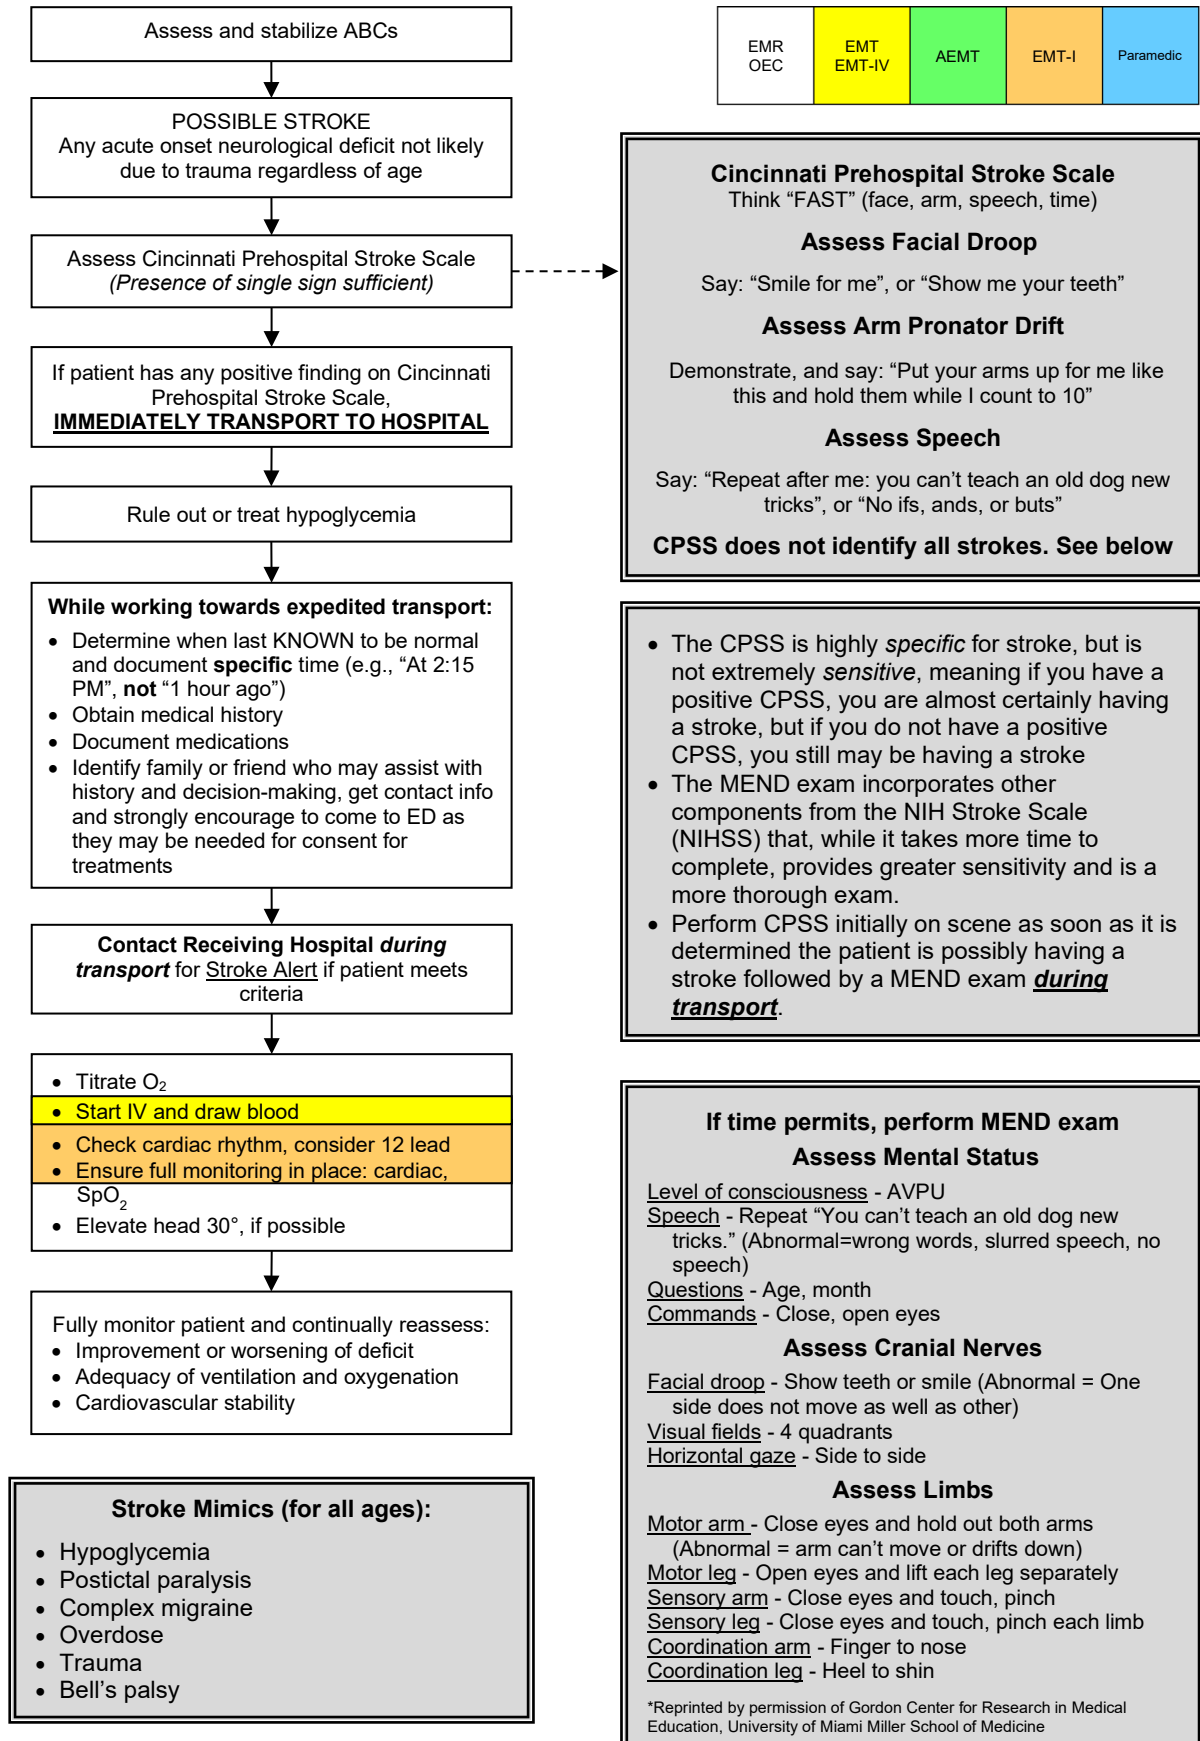 Assess and stabilize ABCs
POSSIBLE STROKE
Any acute onset neurological deficit not likely
due to trauma regardless of age
Assess Cincinnati Prehospital Stroke Scale
(Presence of single sign sufficient)
If patient has any positive finding on Cincinnati
Prehospital Stroke Scale,
IMMEDIATELY TRANSPORT TO HOSPITAL
Rule out or treat hypoglycemia
While working towards expedited transport:
• Determine when last KNOWN to be normal
and document specific time (e.g., “At 2:15
PM”, not “1 hour ago”)
• Obtain medical history
• Document medications
• Identify family or friend who may assist with
history and decision-making, get contact info
and strongly encourage to come to ED as
they may be needed for consent for
treatments
Contact Receiving Hospital during
transport for Stroke Alert if patient meets
criteria
• Titrate O₂
• Start IV and draw blood
• Check cardiac rhythm, consider 12 lead
• Ensure full monitoring in place: cardiac,
SpO₂
• Elevate head 30°, if possible
Fully monitor patient and continually reassess:
• Improvement or worsening of deficit
• Adequacy of ventilation and oxygenation
• Cardiovascular stability
Stroke Mimics (for all ages):
• Hypoglycemia
• Postictal paralysis
• Complex migraine
• Overdose
• Trauma
• Bell’s palsy
EMR
OEC
EMT
EMT-IV
AEMT
EMT-I
Paramedic
Cincinnati Prehospital Stroke Scale
Think “FAST” (face, arm, speech, time)
Assess Facial Droop
Say: “Smile for me”, or “Show me your teeth”
Assess Arm Pronator Drift
Demonstrate, and say: “Put your arms up for me like
this and hold them while I count to 10”
Assess Speech
Say: “Repeat after me: you can’t teach an old dog new
tricks”, or “No ifs, ands, or buts”
CPSS does not identify all strokes. See below
• The CPSS is highly specific for stroke, but is
not extremely sensitive, meaning if you have a
positive CPSS, you are almost certainly having
a stroke, but if you do not have a positive
CPSS, you still may be having a stroke
• The MEND exam incorporates other
components from the NIH Stroke Scale
(NIHSS) that, while it takes more time to
complete, provides greater sensitivity and is a
more thorough exam.
• Perform CPSS initially on scene as soon as it is
determined the patient is possibly having a
stroke followed by a MEND exam during
transport.
If time permits, perform MEND exam
Assess Mental Status
Level of consciousness - AVPU
Speech - Repeat “You can’t teach an old dog new
tricks.” (Abnormal=wrong words, slurred speech, no
speech)
Questions - Age, month
Commands - Close, open eyes
Assess Cranial Nerves
Facial droop - Show teeth or smile (Abnormal = One
side does not move as well as other)
Visual fields - 4 quadrants
Horizontal gaze - Side to side
Assess Limbs
Motor arm - Close eyes and hold out both arms
(Abnormal = arm can’t move or drifts down)
Motor leg - Open eyes and lift each leg separately
Sensory arm - Close eyes and touch, pinch
Sensory leg - Close eyes and touch, pinch each limb
Coordination arm - Finger to nose
Coordination leg - Heel to shin
*Reprinted by permission of Gordon Center for Research in Medical
Education, University of Miami Miller School of Medicine